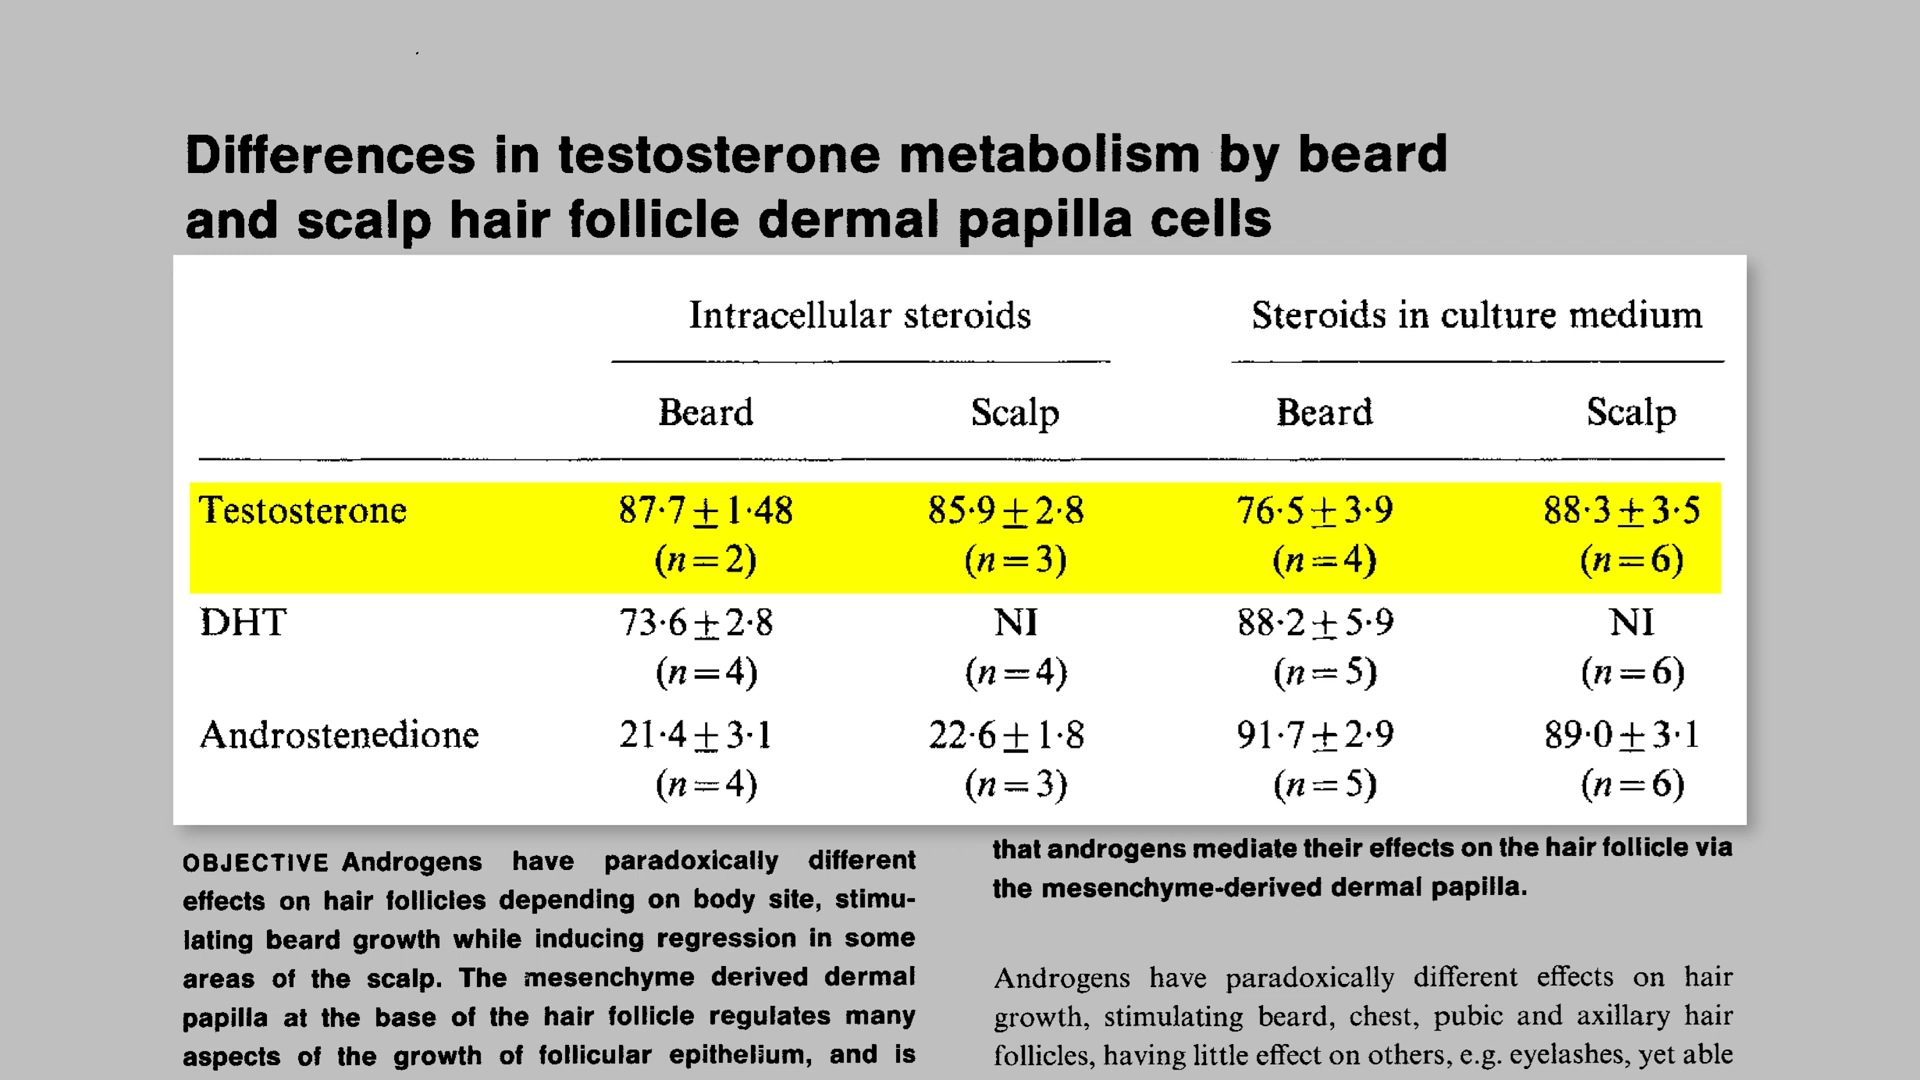 Differences in testosterone metabolism by beard
and scalp hair follicle dermal papilla cells
Intracellular steroids Steroids in culture medium
Beard Scalp Beard Scalp
Testosterone 87·7±1·48 85·9±2·8 76·5±3·9 88·3±3·5
(n=2) (n=3) (n=4) (n=6)
DHT 73·6±2·8 NI 88·2±5·9 NI
(n=4) (n=4) (n=5) (n=6)
Androstenedione 21·4±3·1 22·6±1·8 91·7±2·9 89·0±3·1
(n=4) (n=3) (n=5) (n=6)
OBJECTIVE Androgens have paradoxically different
effects on hair follicles depending on body site, stimu-
lating beard growth while inducing regression in some
areas of the scalp. The mesenchyme derived dermal
papilla at the base of the hair follicle regulates many
aspects of the growth of follicular epithelium, and is
that androgens mediate their effects on the hair follicle via
the mesenchyme-derived dermal papilla.
Androgens have paradoxically different effects on hair
growth, stimulating beard, chest, pubic and axillary hair
follicles, having little effect on others, e.g. eyelashes, yet able